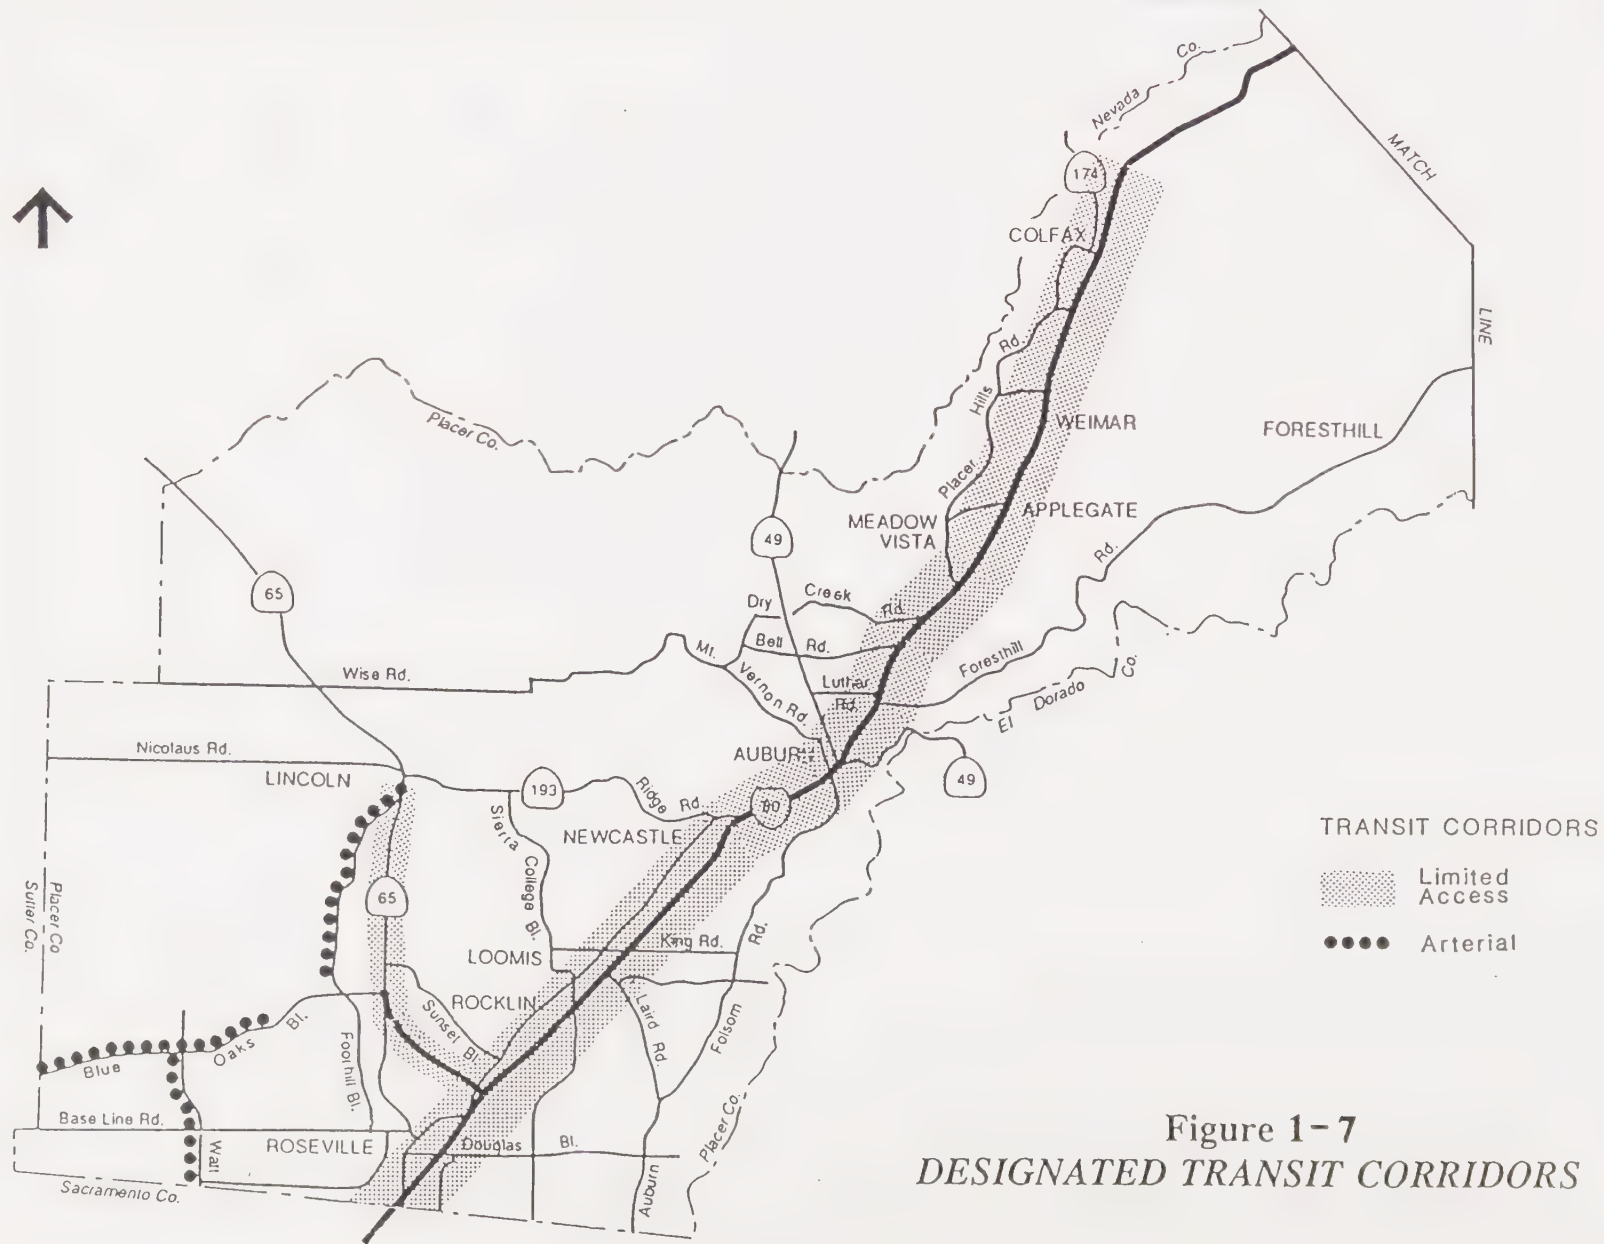 Nevada Co.
MATCH
LINE
174
COLFAX
Placer Hills Rd.
WEIMAR
FORESTHILL
Placer Co.
APPLEGATE
MEADOW
VISTA
49
65
Dry Creek Rd.
Bell Rd.
Mt. Vernon Rd.
Luther
Rd.
Foresthill Rd.
El Dorado Co.
Wise Rd.
Nicolaus Rd.
LINCOLN
AUBURN
49
193
Ridge Rd.
80
NEWCASTLE
Sierra College Bl.
65
Placer Co.
Sutter Co.
LOOMIS
King Rd.
ROCKLIN
Sunset Bl.
Laird Rd.
Auburn Folsom Rd.
Blue Oaks Bl.
Foothill Bl.
Base Line Rd.
Watt
ROSEVILLE
Douglas Bl.
Placer Co.
Sacramento Co.
TRANSIT CORRIDORS
Limited
Access
Arterial
Figure 1-7
DESIGNATED TRANSIT CORRIDORS